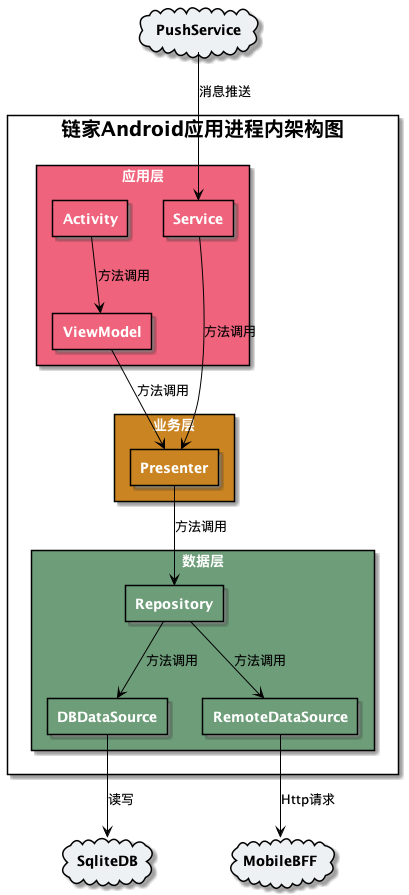 PushService
消息推送
链家Android应用进程内架构图
应用层
Activity
Service
方法调用
ViewModel
方法调用
方法调用
业务层
Presenter
方法调用
数据层
Repository
方法调用
方法调用
DBDataSource
RemoteDataSource
读写
Http请求
SqliteDB
MobileBFF